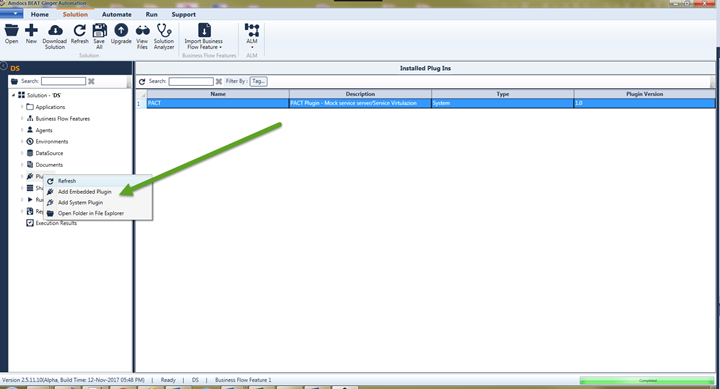 Amdocs BEAT Ginger Automation
Home Solution Automate Run Support
Open New Download Solution Refresh Save All Upgrade View Files Solution Analyzer Import Business Flow Feature ALM
Solution Business Flow Features ALM
DS
Installed Plug Ins
Search:
Search: Filter By : Tag...
Name Description Type Plugin Version
1 PACT PACT Plugin - Mock service server/Service Virtulazion System 1.0
Solution - 'DS'
Applications
Business Flow Features
Agents
Environments
DataSource
Documents
Plu
Sha
Run
Rep
Execution Results
Refresh
Add Embedded Plugin
Add System Plugin
Open Folder in File Explorer
Version 2.5.11.10(Alpha, Build Time: 12-Nov-2017 05:48 PM) | Ready | DS | Business Flow Feature 1
Completed